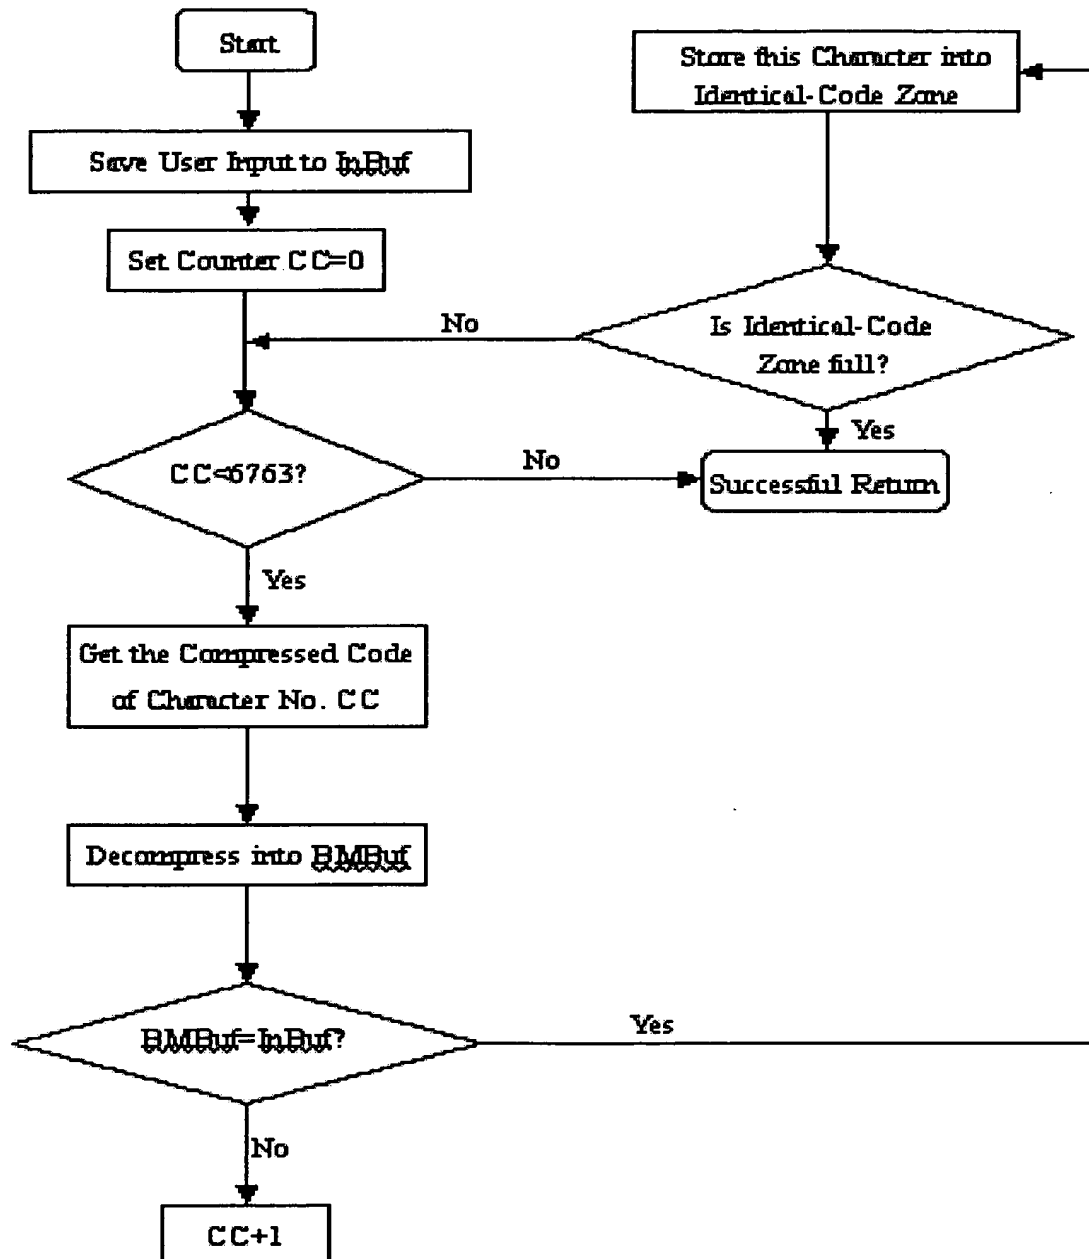 Start
Save User Input to InBuf
Set Counter CC=0
CC<6763?
Yes
No
Get the Compressed Code
of Character No. CC
Decompress into BMBuf
BMBuf=InBuf?
Yes
No
CC+1
Store this Character into
Identical-Code Zone
Is Identical-Code
Zone full?
No
Yes
Successful Return